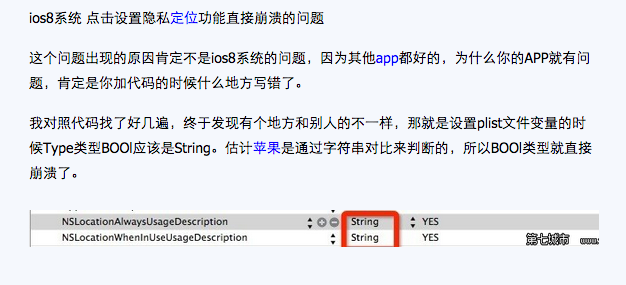 ios8系统 点击设置隐私定位功能直接崩溃的问题
这个问题出现的原因肯定不是ios8系统的问题，因为其他app都好的，为什么你的APP就有问
题，肯定是你加代码的时候什么地方写错了。
我对照代码找了好几遍，终于发现有个地方和别人的不一样，那就是设置plist文件变量的时
候Type类型BOOl应该是String。估计苹果是通过字符串对比来判断的，所以BOOl类型就直接
崩溃了。
NSLocationAlwaysUsageDescription String YES
NSLocationWhenInUseUsageDescription String YES
第七城市 www.